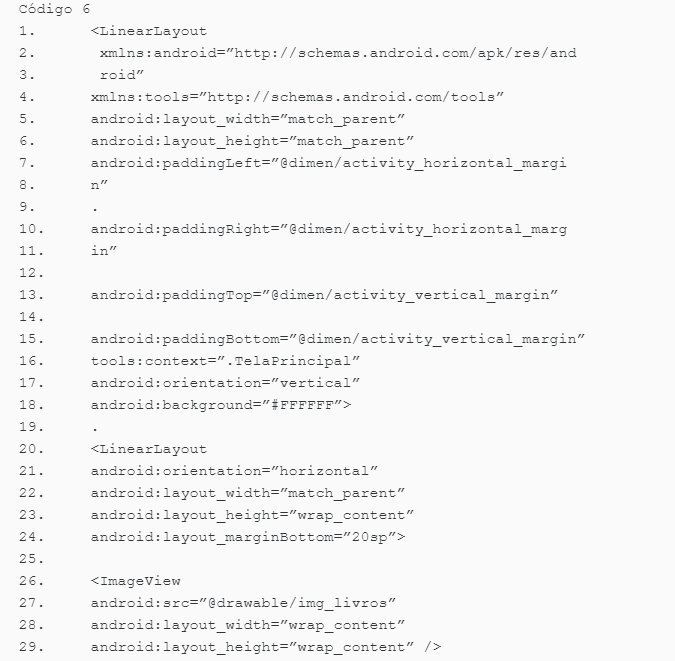 Código 6
1. <LinearLayout
2. xmlns:android=”http://schemas.android.com/apk/res/and
3. roid”
4. xmlns:tools=”http://schemas.android.com/tools”
5. android:layout_width=”match_parent”
6. android:layout_height=”match_parent”
7. android:paddingLeft=”@dimen/activity_horizontal_margi
8. n”
9. .
10. android:paddingRight=”@dimen/activity_horizontal_marg
11. in”
12.
13. android:paddingTop=”@dimen/activity_vertical_margin”
14.
15. android:paddingBottom=”@dimen/activity_vertical_margin”
16. tools:context=”.TelaPrincipal”
17. android:orientation=”vertical”
18. android:background=”#FFFFFF”>
19. .
20. <LinearLayout
21. android:orientation=”horizontal”
22. android:layout_width=”match_parent”
23. android:layout_height=”wrap_content”
24. android:layout_marginBottom=”20sp”>
25.
26. <ImageView
27. android:src=”@drawable/img_livros”
28. android:layout_width=”wrap_content”
29. android:layout_height=”wrap_content” />